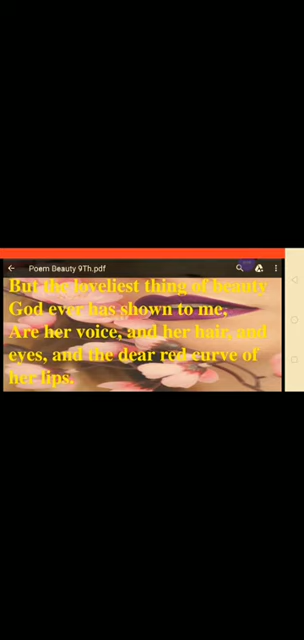 Poem Beauty 9Th.pdf
But the loveliest thing of beauty
God ever has shown to me,
Are her voice, and her hair, and
eyes, and the dear red curve of
her lips.